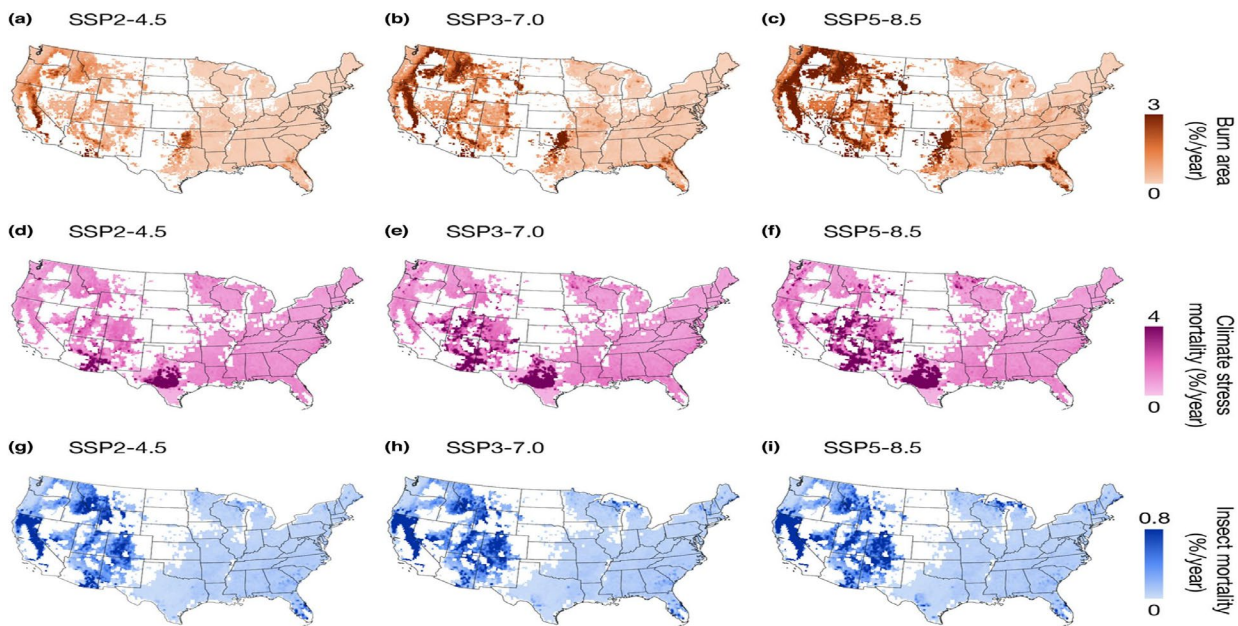 (a) SSP2-4.5
(b) SSP3-7.0
(c) SSP5-8.5
3
0
Burn area
(%/year)
(d) SSP2-4.5
(e) SSP3-7.0
(f) SSP5-8.5
4
0
Climate stress
mortality (%/year)
(g) SSP2-4.5
(h) SSP3-7.0
(i) SSP5-8.5
0.8
0
Insect mortality
(%/year)